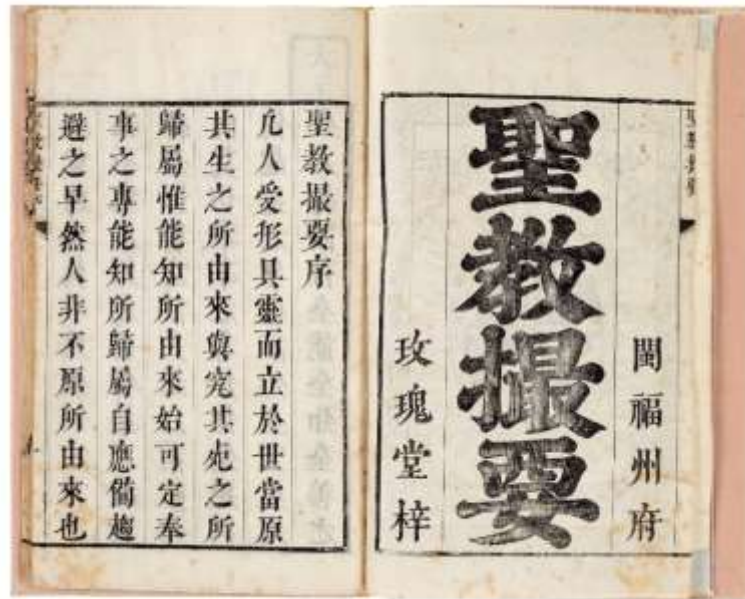 閩福州府
聖教撮要
玫瑰堂梓
聖教撮要序
凢人受形具靈而立於世當原
其生之所由來與究其死之所
歸屬惟能知所由來始可定奉
事之專能知所歸屬自應備趨
避之早然人非不原所由來也